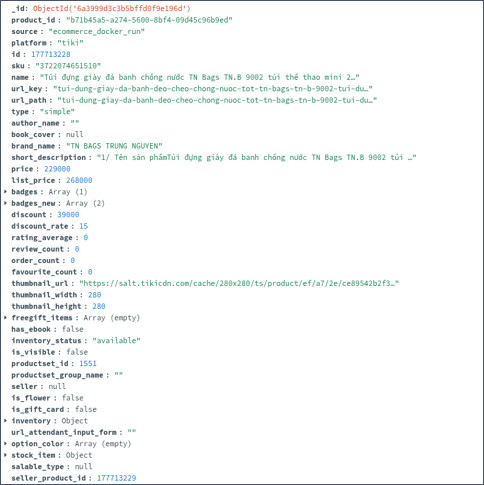 _id: ObjectId('6a3999d3c3b5bffd0f9e196d')
product_id : "b71b45a5-a274-5600-8bf4-09d45c96b9ed"
source : "ecommerce_docker_run"
platform : "tiki"
id : 177713228
sku : "3722074651510"
name : "Túi đựng giày đá banh chống nước TN Bags TN.B 9002 túi thể thao mini 2…"
url_key : "tui-dung-giay-da-banh-deo-cheo-chong-nuoc-tot-tn-bags-tn-b-9002-tui-du…"
url_path : "tui-dung-giay-da-banh-deo-cheo-chong-nuoc-tot-tn-bags-tn-b-9002-tui-du…"
type : "simple"
author_name : ""
book_cover : null
brand_name : "TN BAGS TRUNG NGUYEN"
short_description : "1/ Tên sản phẩmTúi đựng giày đá banh chống nước TN Bags TN.B 9002 túi …"
price : 229000
list_price : 268000
badges : Array (1)
badges_new : Array (2)
discount : 39000
discount_rate : 15
rating_average : 0
review_count : 0
order_count : 0
favourite_count : 0
thumbnail_url : "https://salt.tikicdn.com/cache/280x280/ts/product/ef/a7/2e/ce89542b2f3…"
thumbnail_width : 280
thumbnail_height : 280
freegift_items : Array (empty)
has_ebook : false
inventory_status : "available"
is_visible : false
productset_id : 1551
productset_group_name : ""
seller : null
is_flower : false
is_gift_card : false
inventory : Object
url_attendant_input_form : ""
option_color : Array (empty)
stock_item : Object
salable_type : null
seller_product_id : 177713229